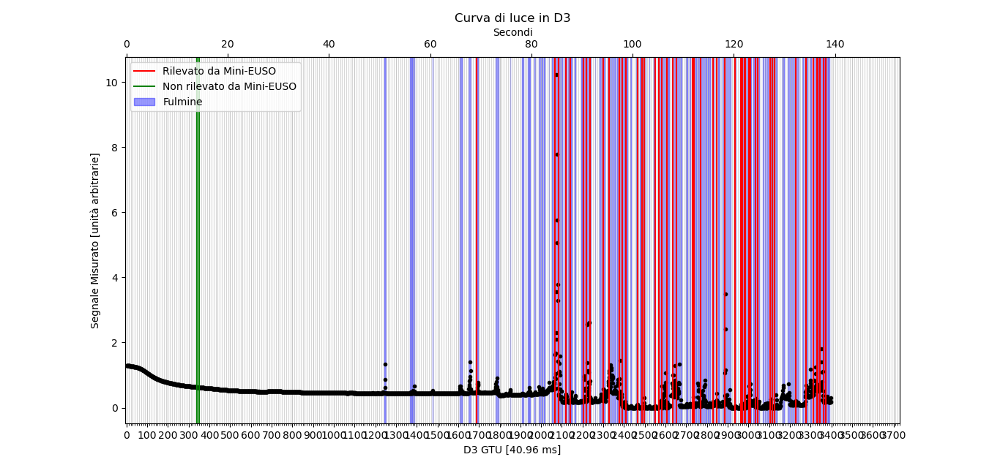 Curva di luce in D3
Secondi
0 20 40 60 80 100 120 140
Rilevato da Mini-EUSO
Non rilevato da Mini-EUSO
Fulmine
10
8
6
4
2
0
Segnale Misurato [unità arbitrarie]
0 100 200 300 400 500 600 700 800 900 1000 1100 1200 1300 1400 1500 1600 1700 1800 1900 2000 2100 2200 2300 2400 2500 2600 2700 2800 2900 3000 3100 3200 3300 3400 3500 3600 3700
D3 GTU [40.96 ms]